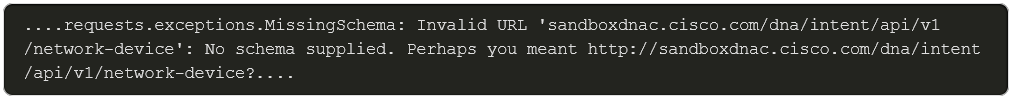 ....requests.exceptions.MissingSchema: Invalid URL 'sandboxdnac.cisco.com/dna/intent/api/v1
/network-device': No schema supplied. Perhaps you meant http://sandboxdnac.cisco.com/dna/intent
/api/v1/network-device?....